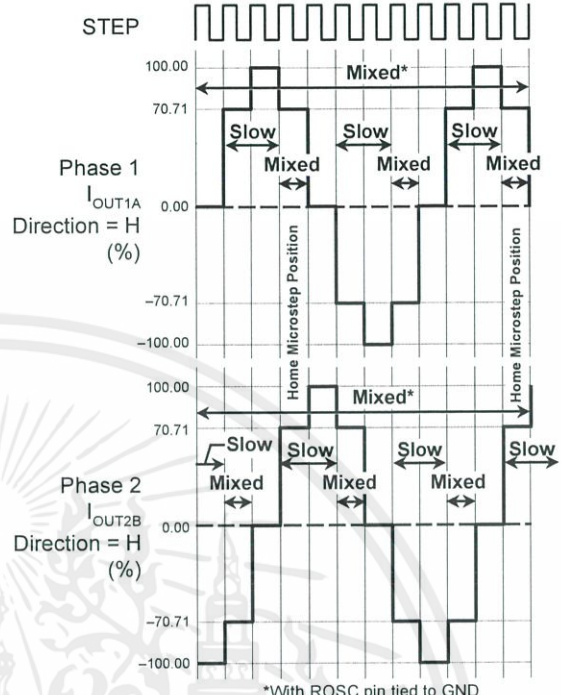 STEP
100.00
Mixed*
70.71
Slow
Slow
Slow
Mixed
Mixed
Mixed
Phase 1
IOUT1A
Direction = H
(%)
0.00
–70.71
–100.00
Home Microstep Position
Home Microstep Position
100.00
Mixed*
70.71
Slow
Slow
Slow
Slow
Mixed
Mixed
Mixed
Phase 2
IOUT2B
Direction = H
(%)
0.00
–70.71
–100.00
*With ROSC pin tied to GND